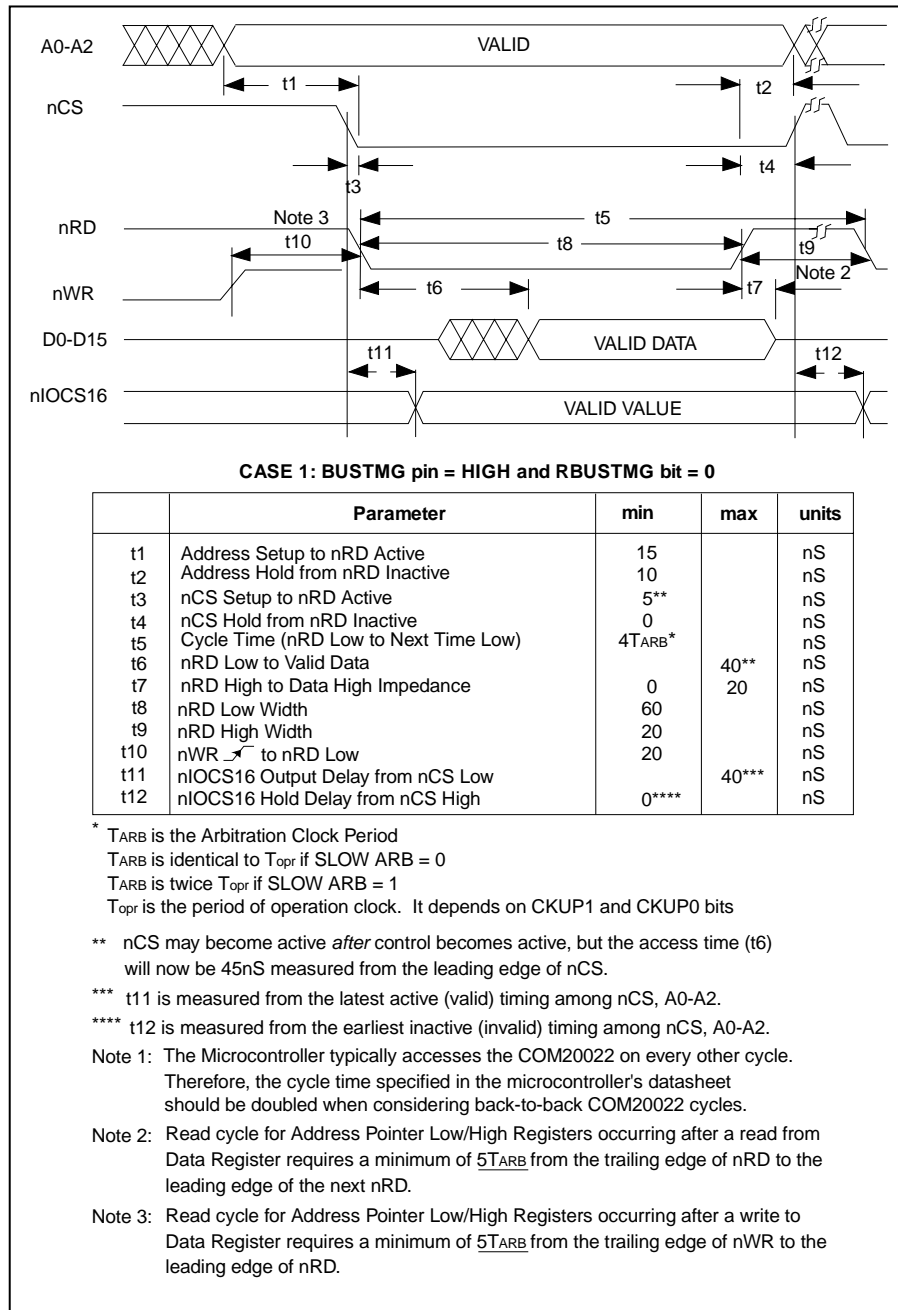 A0-A2 VALID
t1 t2
nCS
t3 t4
nRD Note 3 t5
t10 t8 t9
nWR t6 t7 Note 2
D0-D15 VALID DATA
t11 t12
nIOCS16 VALID VALUE
CASE 1: BUSTMG pin = HIGH and RBUSTMG bit = 0
Parameter min max units
t1 Address Setup to nRD Active 15 nS
t2 Address Hold from nRD Inactive 10 nS
t3 nCS Setup to nRD Active 5** nS
t4 nCS Hold from nRD Inactive 0 nS
t5 Cycle Time (nRD Low to Next Time Low) 4TARB* nS
t6 nRD Low to Valid Data 40** nS
t7 nRD High to Data High Impedance 0 20 nS
t8 nRD Low Width 60 nS
t9 nRD High Width 20 nS
t10 nWR to nRD Low 20 nS
t11 nIOCS16 Output Delay from nCS Low 40*** nS
t12 nIOCS16 Hold Delay from nCS High 0**** nS
* TARB is the Arbitration Clock Period
TARB is identical to Topr if SLOW ARB = 0
TARB is twice Topr if SLOW ARB = 1
Topr is the period of operation clock. It depends on CKUP1 and CKUP0 bits
** nCS may become active after control becomes active, but the access time (t6)
will now be 45nS measured from the leading edge of nCS.
*** t11 is measured from the latest active (valid) timing among nCS, A0-A2.
**** t12 is measured from the earliest inactive (invalid) timing among nCS, A0-A2.
Note 1: The Microcontroller typically accesses the COM20022 on every other cycle.
Therefore, the cycle time specified in the microcontroller's datasheet
should be doubled when considering back-to-back COM20022 cycles.
Note 2: Read cycle for Address Pointer Low/High Registers occurring after a read from
Data Register requires a minimum of 5TARB from the trailing edge of nRD to the
leading edge of the next nRD.
Note 3: Read cycle for Address Pointer Low/High Registers occurring after a write to
Data Register requires a minimum of 5TARB from the trailing edge of nWR to the
leading edge of nRD.